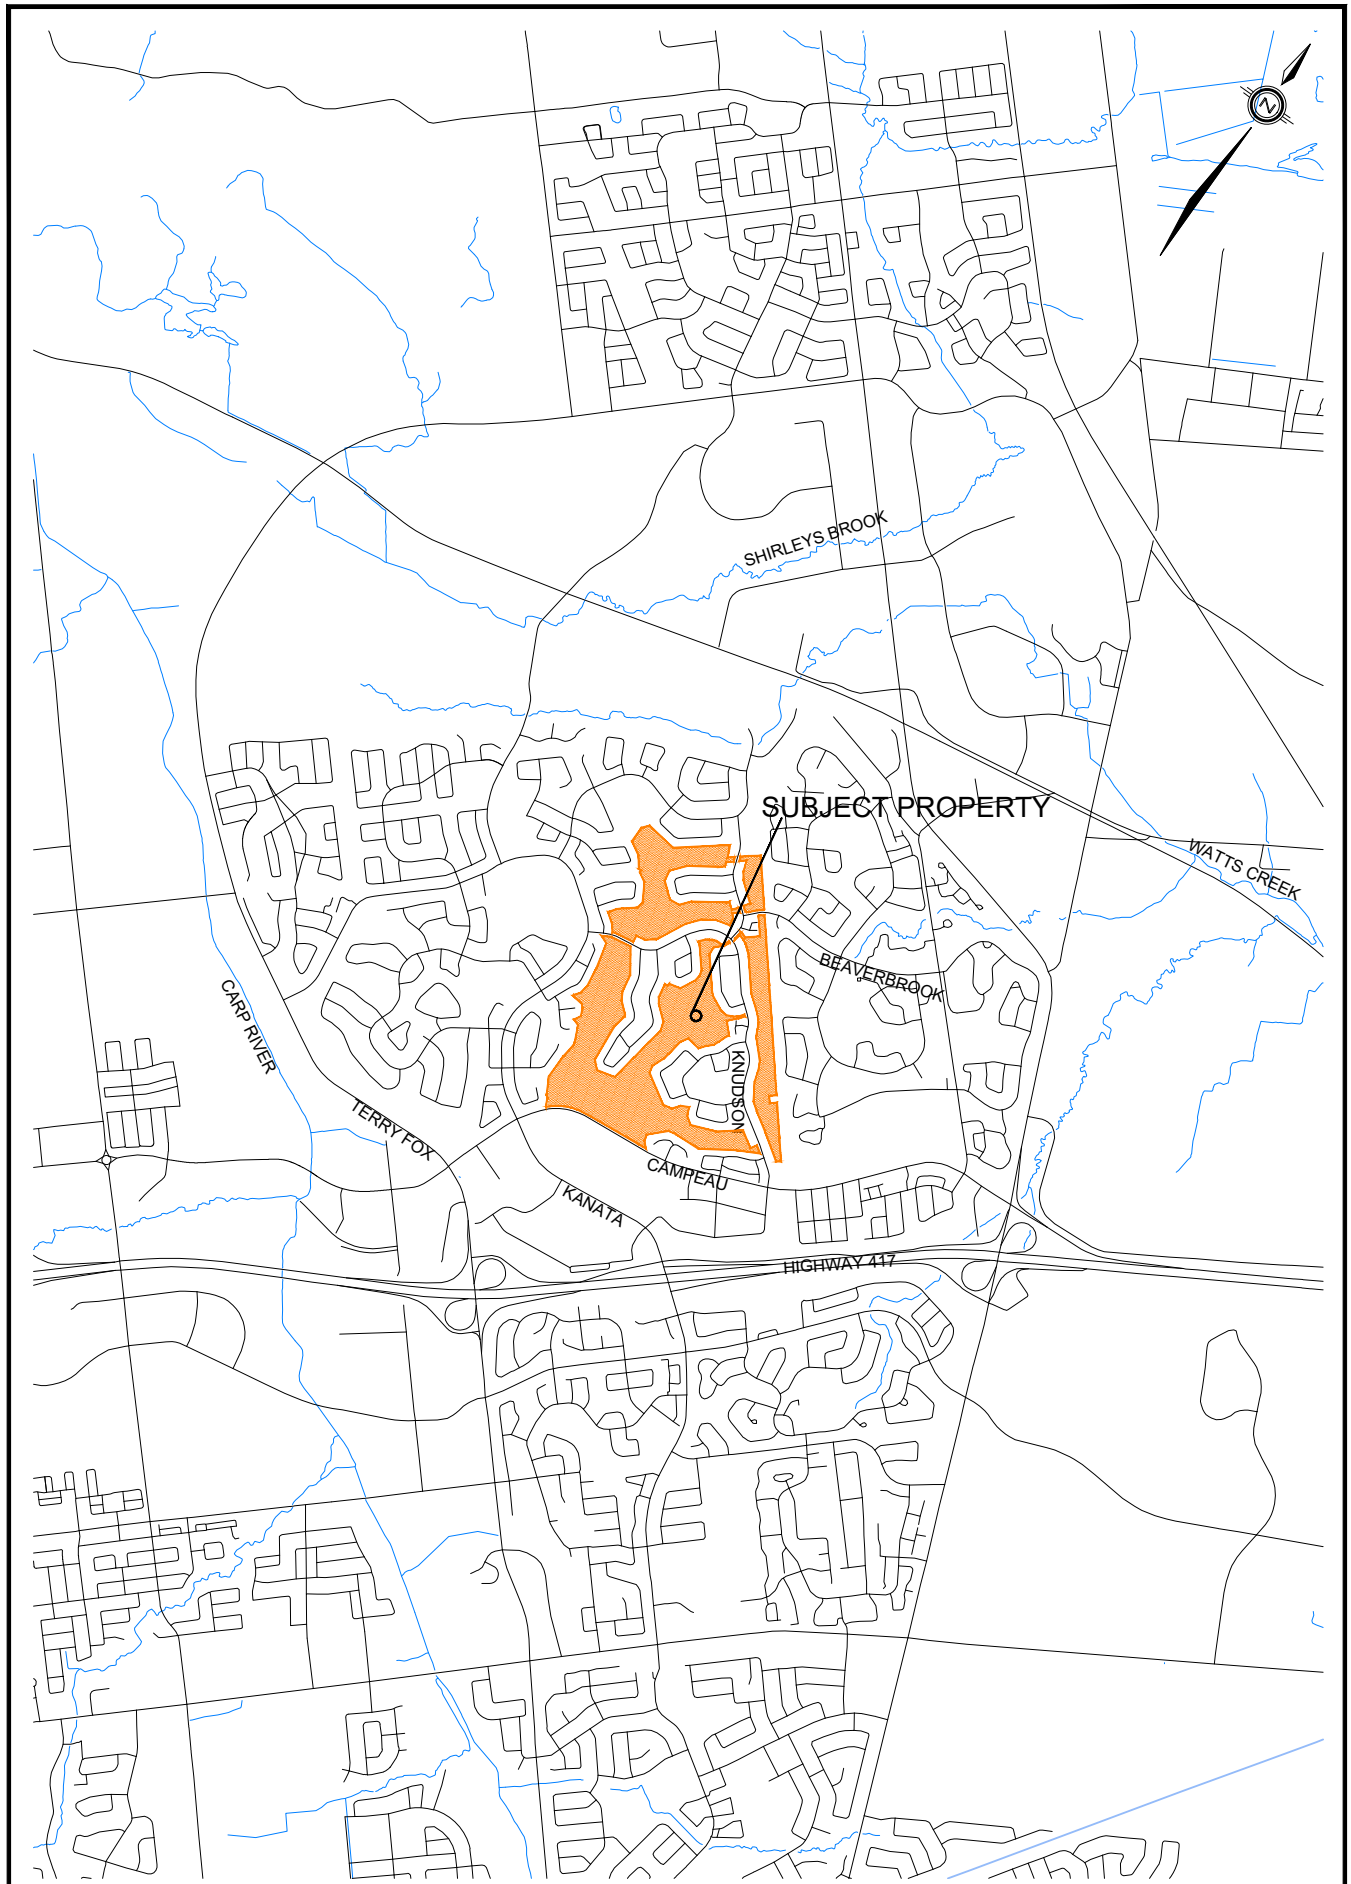 N
SHIRLEYS BROOK
SUBJECT PROPERTY
WATTS CREEK
BEAVERBROOK
CARP RIVER
KNUDSON
TERRY FOX
CAMPEAU
KANATA
HIGHWAY 417